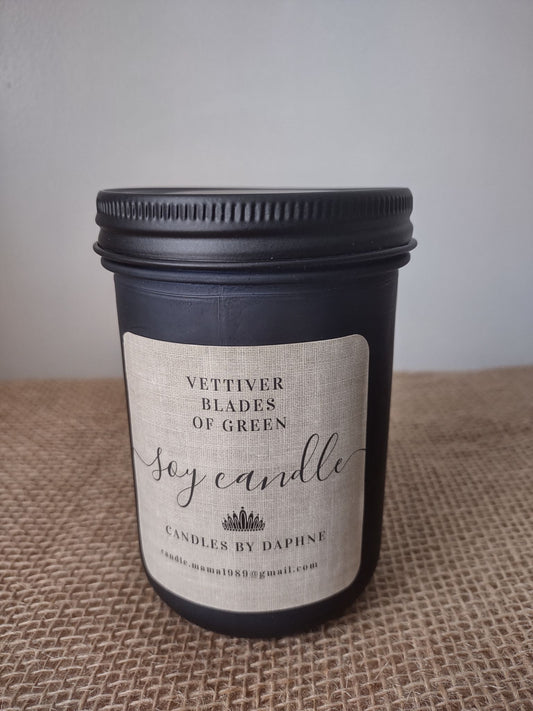 VETTIVER
BLADES
OF GREEN
soy candle
CANDLES BY DAPHNE
candle.mama1989@gmail.com